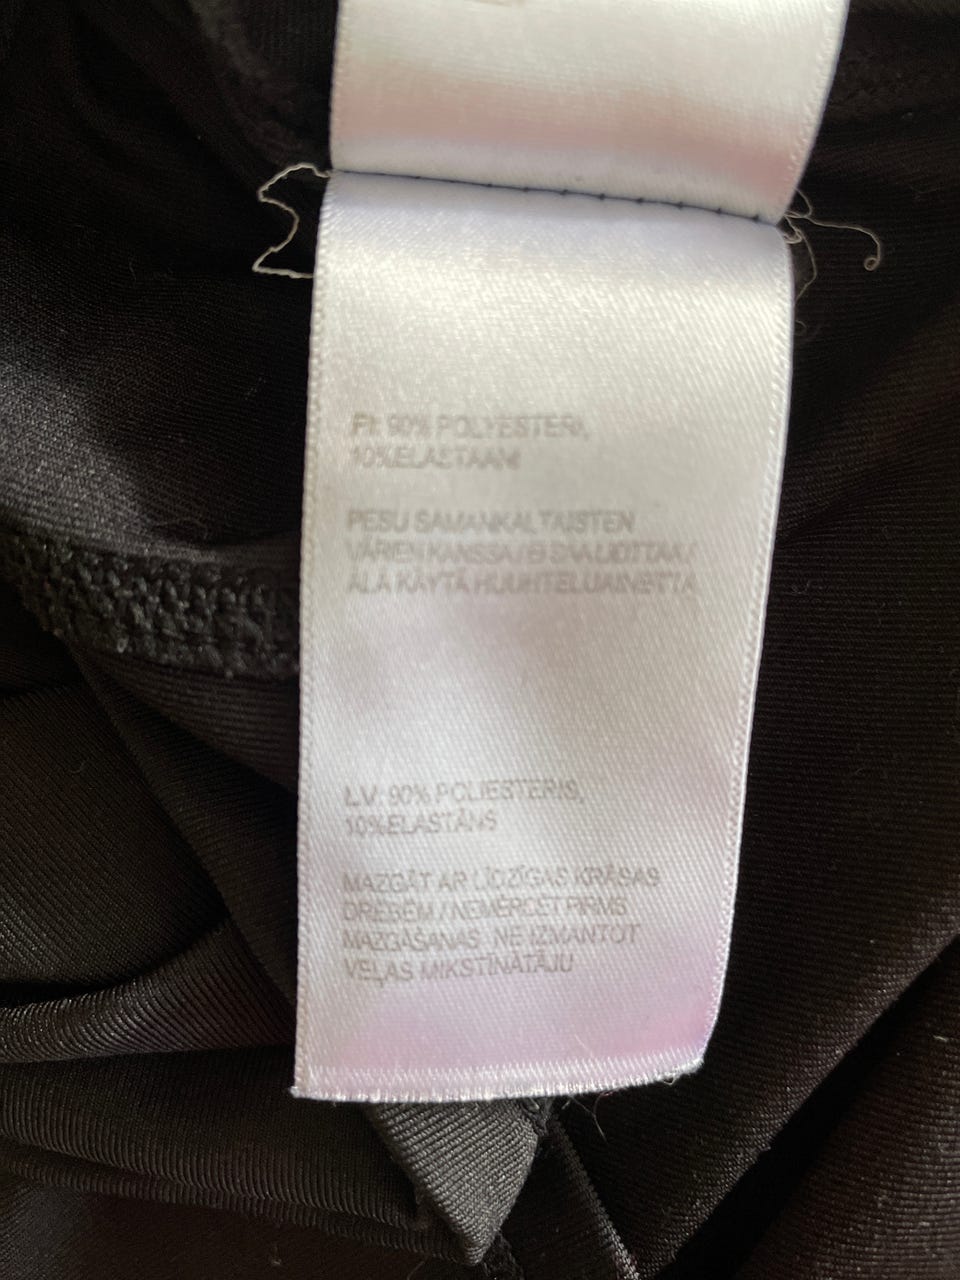 FI: 90% POLYESTERI,
10%ELASTAANI
PESU SAMANKALTAISTEN
VÄRIEN KANSSA / EI SAA LIOTTAA /
ÄLÄ KÄYTÄ HUUHTELUAINETTA
LV: 90% POLIESTERIS,
10%ELASTĀNS
MAZGĀT AR LĪDZĪGAS KRĀSAS
DRĒBĒM / NEMĒRCĒT PIRMS
MAZGĀŠANAS NE IZMANTOT
VEĻAS MIKSTĪNĀTĀJU